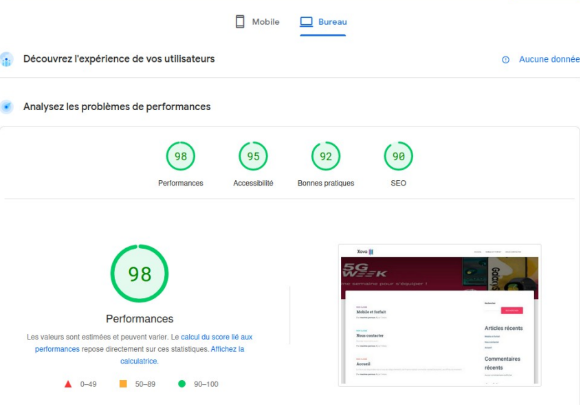 Mobile
Bureau
Découvrez l'expérience de vos utilisateurs
Aucune donnée
Analysez les problèmes de performances
98
95
92
90
Performances
Accessibilité
Bonnes pratiques
SEO
98
Performances
Les valeurs sont estimées et peuvent varier. Le calcul du score lié aux
performances repose directement sur ces statistiques. Affichez la
calculatrice.
0–49
50–89
90–100
5G
WEEK
Mobile et forfait
Nous contacter
Accueil
Articles récents
Commentaires
récents